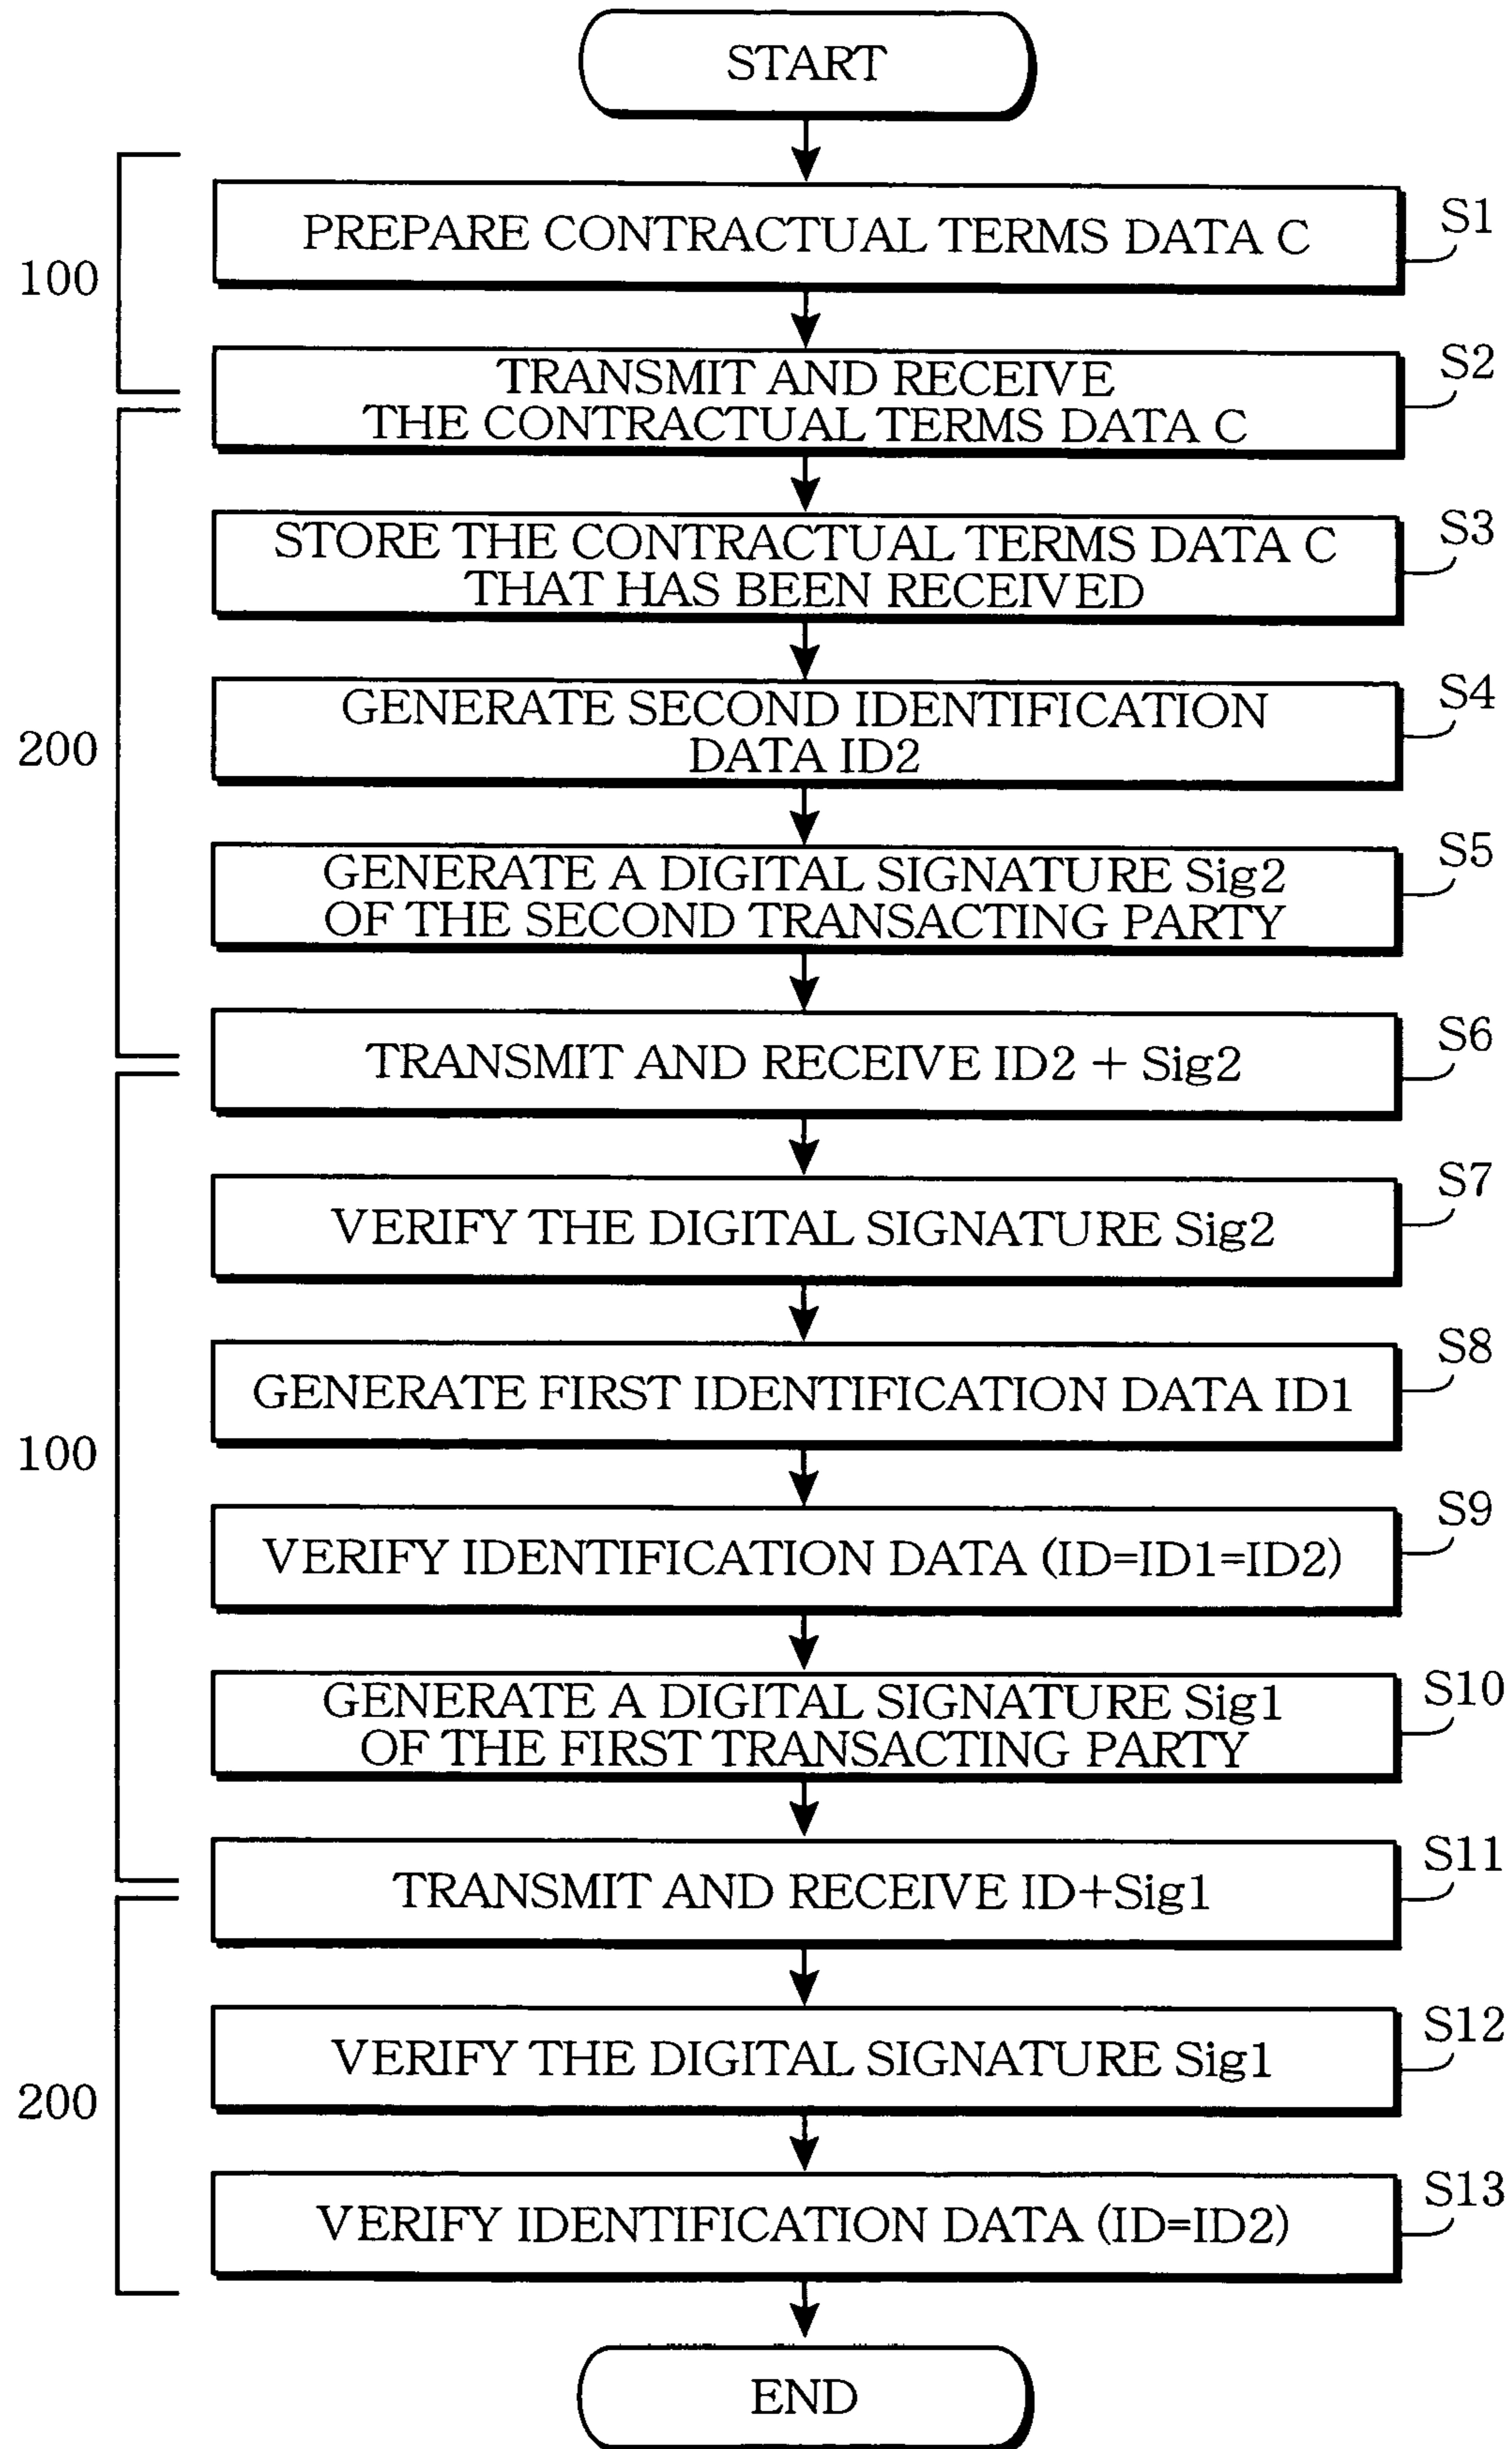 START
100
PREPARE CONTRACTUAL TERMS DATA C
S1
TRANSMIT AND RECEIVE
THE CONTRACTUAL TERMS DATA C
S2
200
STORE THE CONTRACTUAL TERMS DATA C
THAT HAS BEEN RECEIVED
S3
GENERATE SECOND IDENTIFICATION
DATA ID2
S4
GENERATE A DIGITAL SIGNATURE Sig2
OF THE SECOND TRANSACTING PARTY
S5
TRANSMIT AND RECEIVE ID2 + Sig2
S6
100
VERIFY THE DIGITAL SIGNATURE Sig2
S7
GENERATE FIRST IDENTIFICATION DATA ID1
S8
VERIFY IDENTIFICATION DATA (ID=ID1=ID2)
S9
GENERATE A DIGITAL SIGNATURE Sig1
OF THE FIRST TRANSACTING PARTY
S10
TRANSMIT AND RECEIVE ID+Sig1
S11
200
VERIFY THE DIGITAL SIGNATURE Sig1
S12
VERIFY IDENTIFICATION DATA (ID=ID2)
S13
END